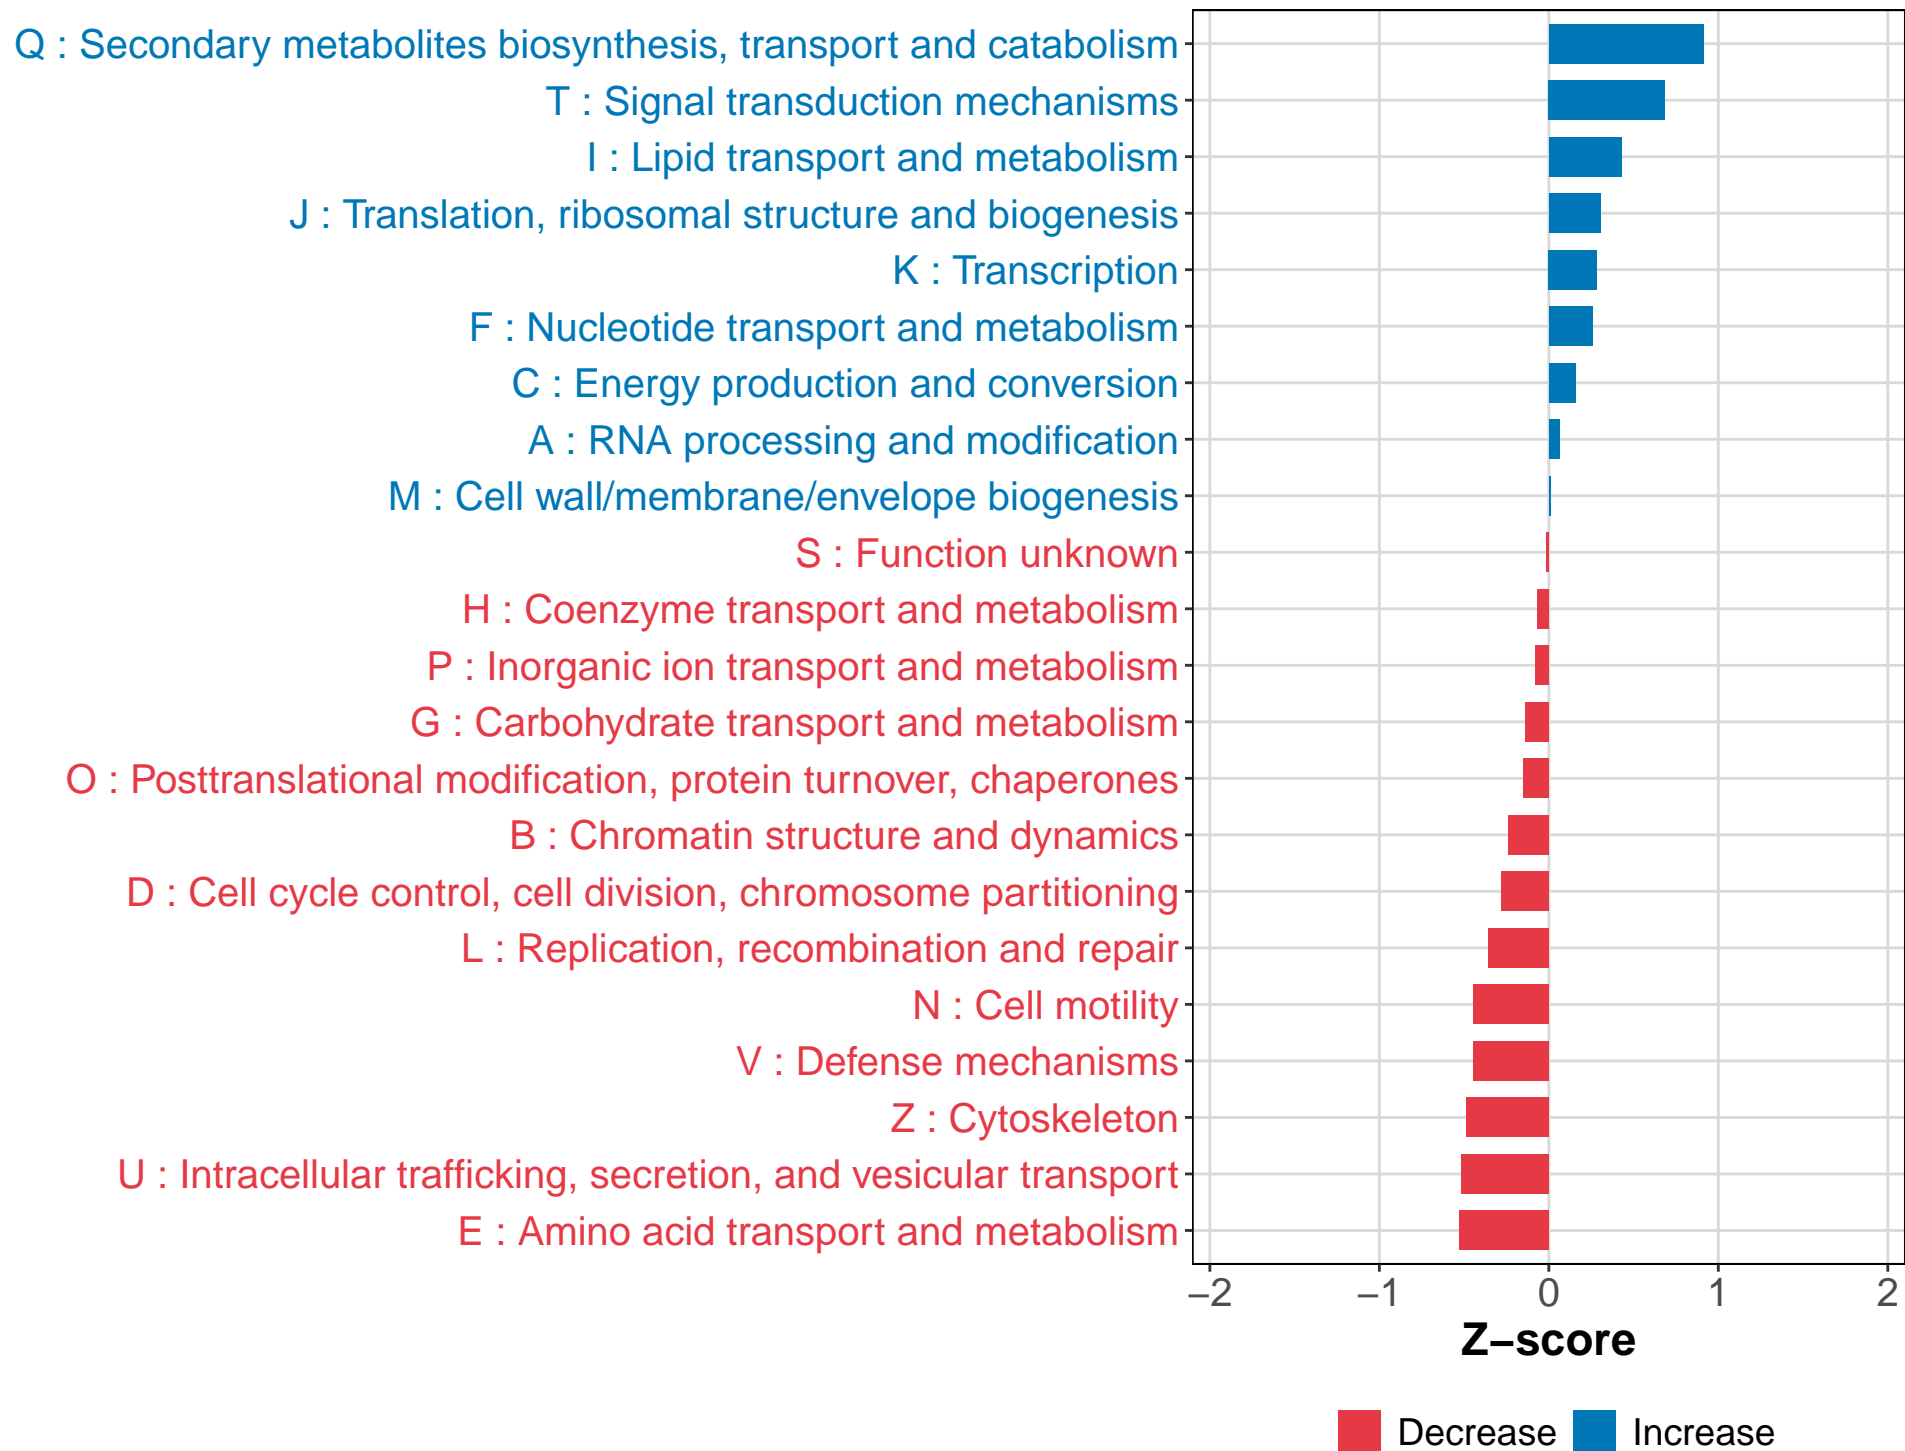 Q : Secondary metabolites biosynthesis, transport and catabolism
T : Signal transduction mechanisms
I : Lipid transport and metabolism
J : Translation, ribosomal structure and biogenesis
K : Transcription
F : Nucleotide transport and metabolism
C : Energy production and conversion
A : RNA processing and modification
M : Cell wall/membrane/envelope biogenesis
S : Function unknown
H : Coenzyme transport and metabolism
P : Inorganic ion transport and metabolism
G : Carbohydrate transport and metabolism
O : Posttranslational modification, protein turnover, chaperones
B : Chromatin structure and dynamics
D : Cell cycle control, cell division, chromosome partitioning
L : Replication, recombination and repair
N : Cell motility
V : Defense mechanisms
Z : Cytoskeleton
U : Intracellular trafficking, secretion, and vesicular transport
E : Amino acid transport and metabolism
−2 −1 0 1 2
Z−score
Decrease Increase